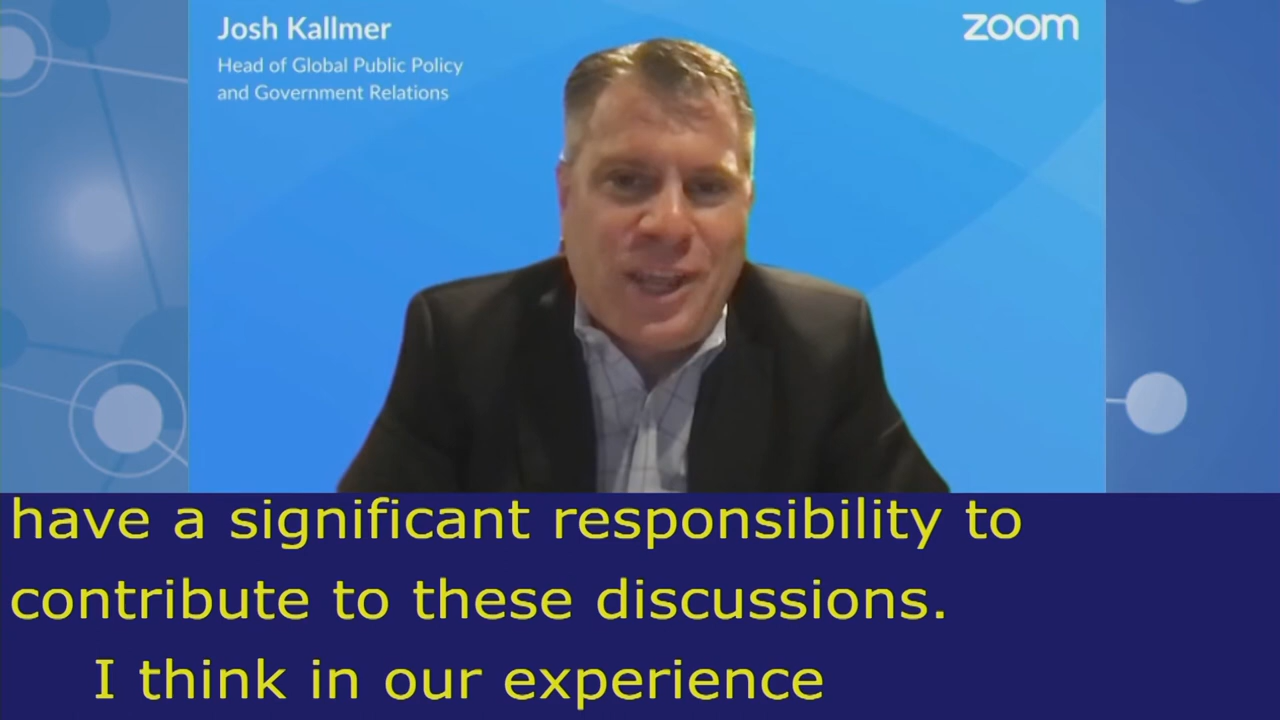 Josh Kallmer
Head of Global Public Policy
and Government Relations
zoom
have a significant responsibility to
contribute to these discussions.
I think in our experience